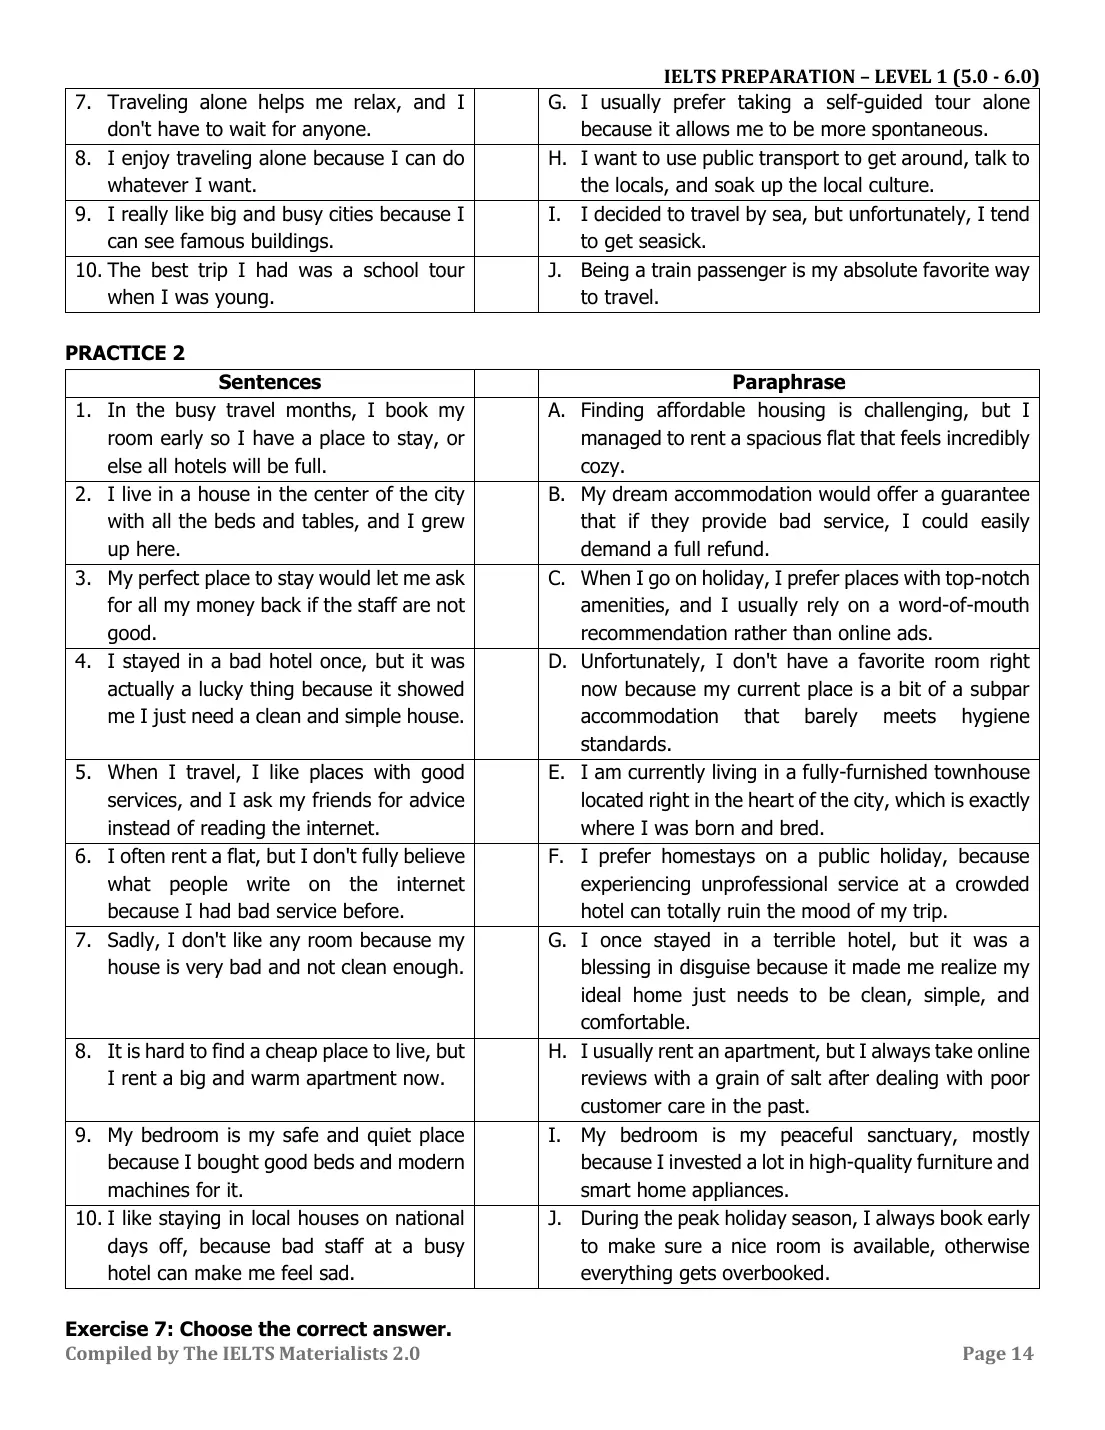 IELTS PREPARATION – LEVEL 1 (5.0 - 6.0)
7. Traveling alone helps me relax, and I
don't have to wait for anyone.
G. I usually prefer taking a self-guided tour alone
because it allows me to be more spontaneous.
8. I enjoy traveling alone because I can do
whatever I want.
H. I want to use public transport to get around, talk to
the locals, and soak up the local culture.
9. I really like big and busy cities because I
can see famous buildings.
I. I decided to travel by sea, but unfortunately, I tend
to get seasick.
10. The best trip I had was a school tour
when I was young.
J. Being a train passenger is my absolute favorite way
to travel.
PRACTICE 2
Sentences
Paraphrase
1. In the busy travel months, I book my
room early so I have a place to stay, or
else all hotels will be full.
A. Finding affordable housing is challenging, but I
managed to rent a spacious flat that feels incredibly
cozy.
2. I live in a house in the center of the city
with all the beds and tables, and I grew
up here.
B. My dream accommodation would offer a guarantee
that if they provide bad service, I could easily
demand a full refund.
3. My perfect place to stay would let me ask
for all my money back if the staff are not
good.
C. When I go on holiday, I prefer places with top-notch
amenities, and I usually rely on a word-of-mouth
recommendation rather than online ads.
4. I stayed in a bad hotel once, but it was
actually a lucky thing because it showed
me I just need a clean and simple house.
D. Unfortunately, I don't have a favorite room right
now because my current place is a bit of a subpar
accommodation that barely meets hygiene
standards.
5. When I travel, I like places with good
services, and I ask my friends for advice
instead of reading the internet.
E. I am currently living in a fully-furnished townhouse
located right in the heart of the city, which is exactly
where I was born and bred.
6. I often rent a flat, but I don't fully believe
what people write on the internet
because I had bad service before.
F. I prefer homestays on a public holiday, because
experiencing unprofessional service at a crowded
hotel can totally ruin the mood of my trip.
7. Sadly, I don't like any room because my
house is very bad and not clean enough.
G. I once stayed in a terrible hotel, but it was a
blessing in disguise because it made me realize my
ideal home just needs to be clean, simple, and
comfortable.
8. It is hard to find a cheap place to live, but
I rent a big and warm apartment now.
H. I usually rent an apartment, but I always take online
reviews with a grain of salt after dealing with poor
customer care in the past.
9. My bedroom is my safe and quiet place
because I bought good beds and modern
machines for it.
I. My bedroom is my peaceful sanctuary, mostly
because I invested a lot in high-quality furniture and
smart home appliances.
10. I like staying in local houses on national
days off, because bad staff at a busy
hotel can make me feel sad.
J. During the peak holiday season, I always book early
to make sure a nice room is available, otherwise
everything gets overbooked.
Exercise 7: Choose the correct answer.
Compiled by The IELTS Materialists 2.0
Page 14